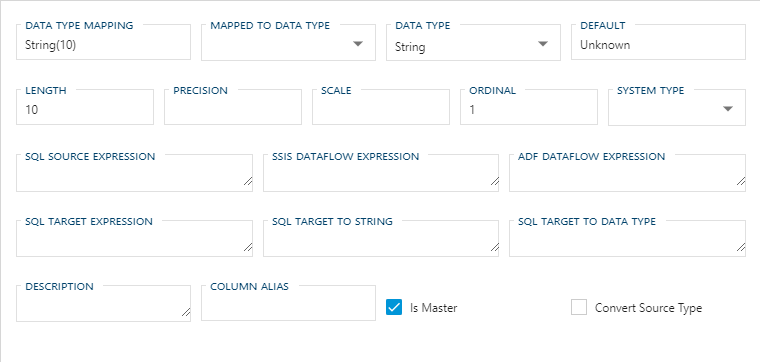 DATA TYPE MAPPING MAPPED TO DATA TYPE DATA TYPE DEFAULT
String(10) String Unknown
LENGTH PRECISION SCALE ORDINAL SYSTEM TYPE
10 1
SQL SOURCE EXPRESSION SSIS DATAFLOW EXPRESSION ADF DATAFLOW EXPRESSION
SQL TARGET EXPRESSION SQL TARGET TO STRING SQL TARGET TO DATA TYPE
DESCRIPTION COLUMN ALIAS
Is Master Convert Source Type